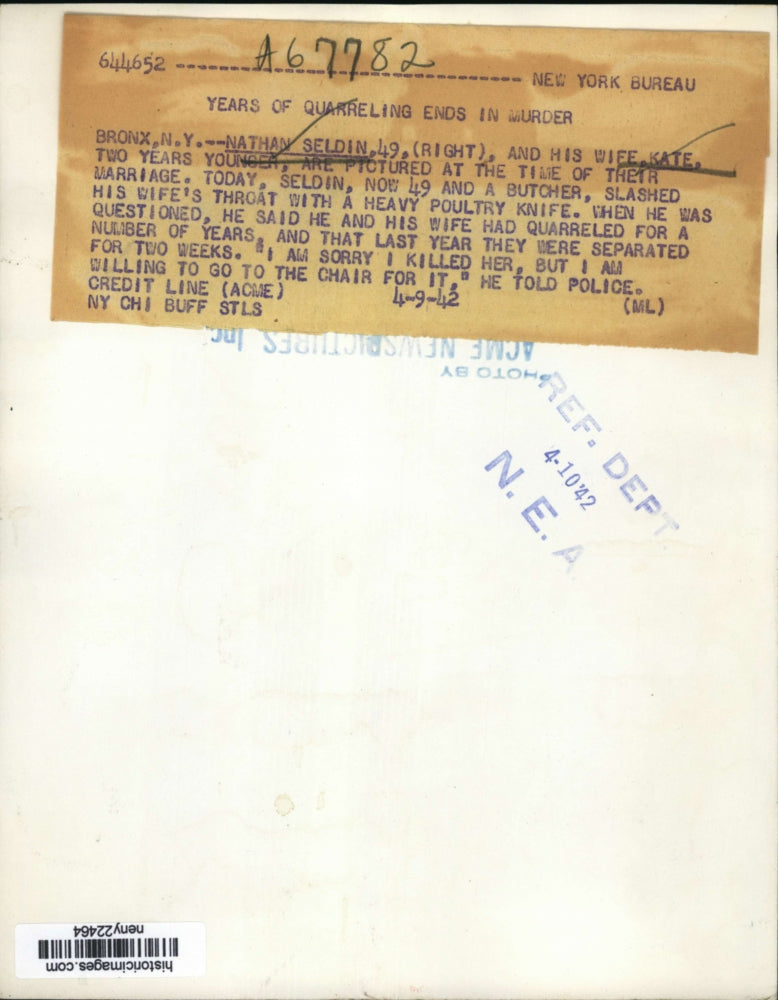 A67782
644652 -------------------------------- NEW YORK BUREAU
YEARS OF QUARRELING ENDS IN MURDER
BRONX,N.Y.--NATHAN SELDIN,49,(RIGHT), AND HIS WIFE,KATE,
TWO YEARS YOUNGER, ARE PICTURED AT THE TIME OF THEIR
MARRIAGE. TODAY, SELDIN, NOW 49 AND A BUTCHER, SLASHED
HIS WIFE'S THROAT WITH A HEAVY POULTRY KNIFE. WHEN HE WAS
QUESTIONED, HE SAID HE AND HIS WIFE HAD QUARRELED FOR A
NUMBER OF YEARS, AND THAT LAST YEAR THEY WERE SEPARATED
FOR TWO WEEKS. "I AM SORRY I KILLED HER, BUT I AM
WILLING TO GO TO THE CHAIR FOR IT," HE TOLD POLICE.
CREDIT LINE (ACME) 4-9-42 (ML)
NY CHI BUFF STLS
PHOTO BY
ACME NEWSPICTURES, Inc.
REF. DEPT
4-10'42
N. E. A
historicimages.com
neny22464